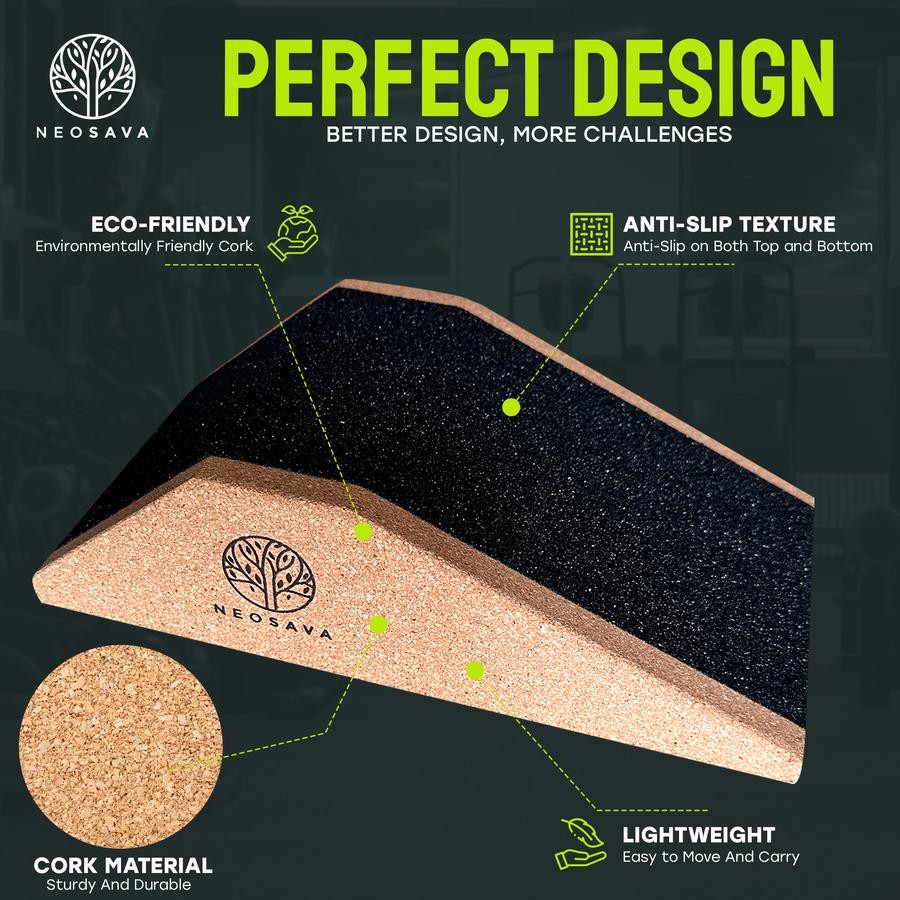 NEOSAVA
PERFECT DESIGN
BETTER DESIGN, MORE CHALLENGES
ECO-FRIENDLY
Environmentally Friendly Cork
ANTI-SLIP TEXTURE
Anti-Slip on Both Top and Bottom
NEOSAVA
CORK MATERIAL
Sturdy And Durable
LIGHTWEIGHT
Easy to Move And Carry